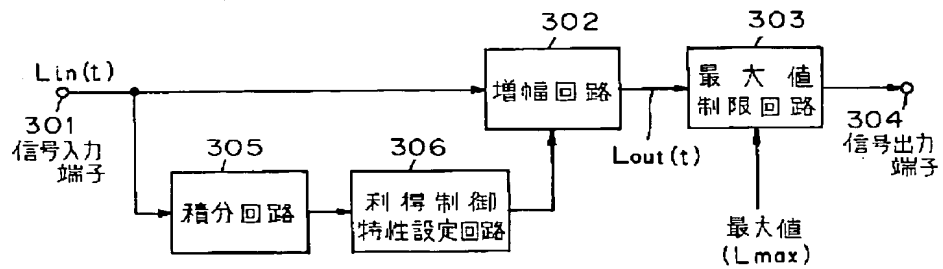 302
303
Lin(t)
増幅回路
最大値
制限回路
301
信号入力
端子
304
信号出力
端子
305
306
Lout(t)
積分回路
利得制御
特性設定回路
最大値
(Lmax)